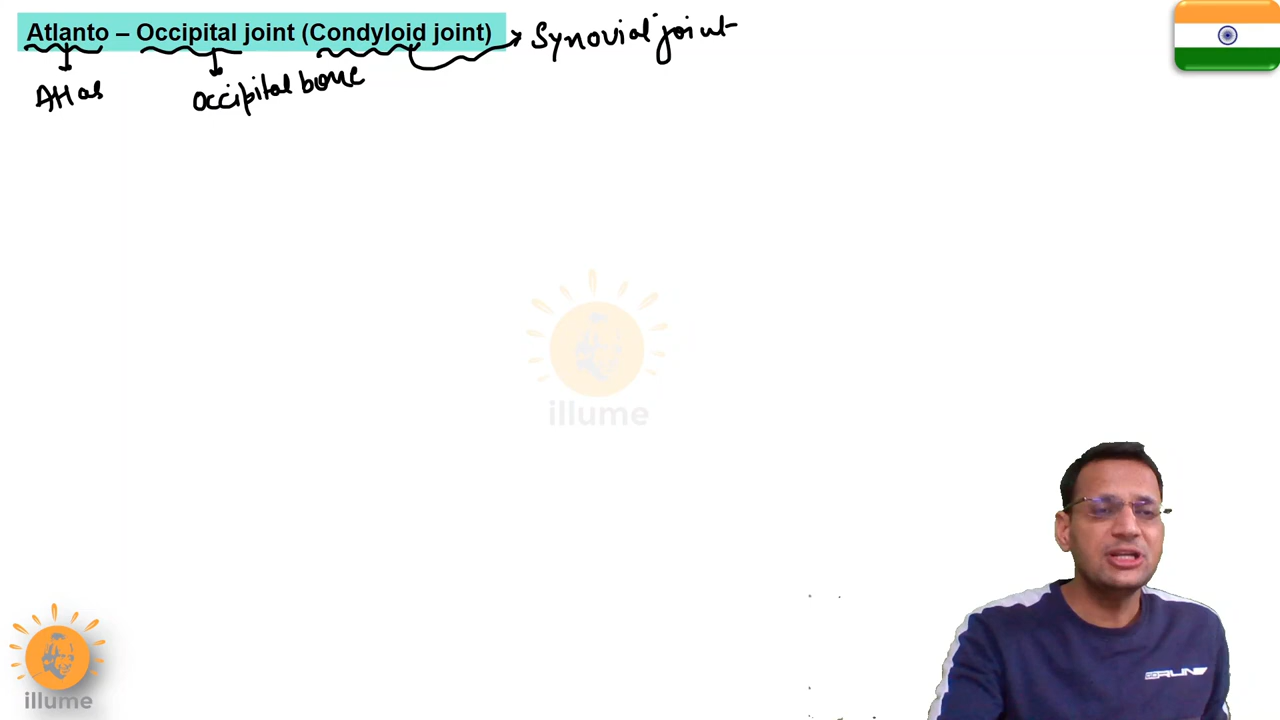 Atlanto – Occipital joint (Condyloid joint)
Synovial joint
Atlas
Occipital bone
illume
illume